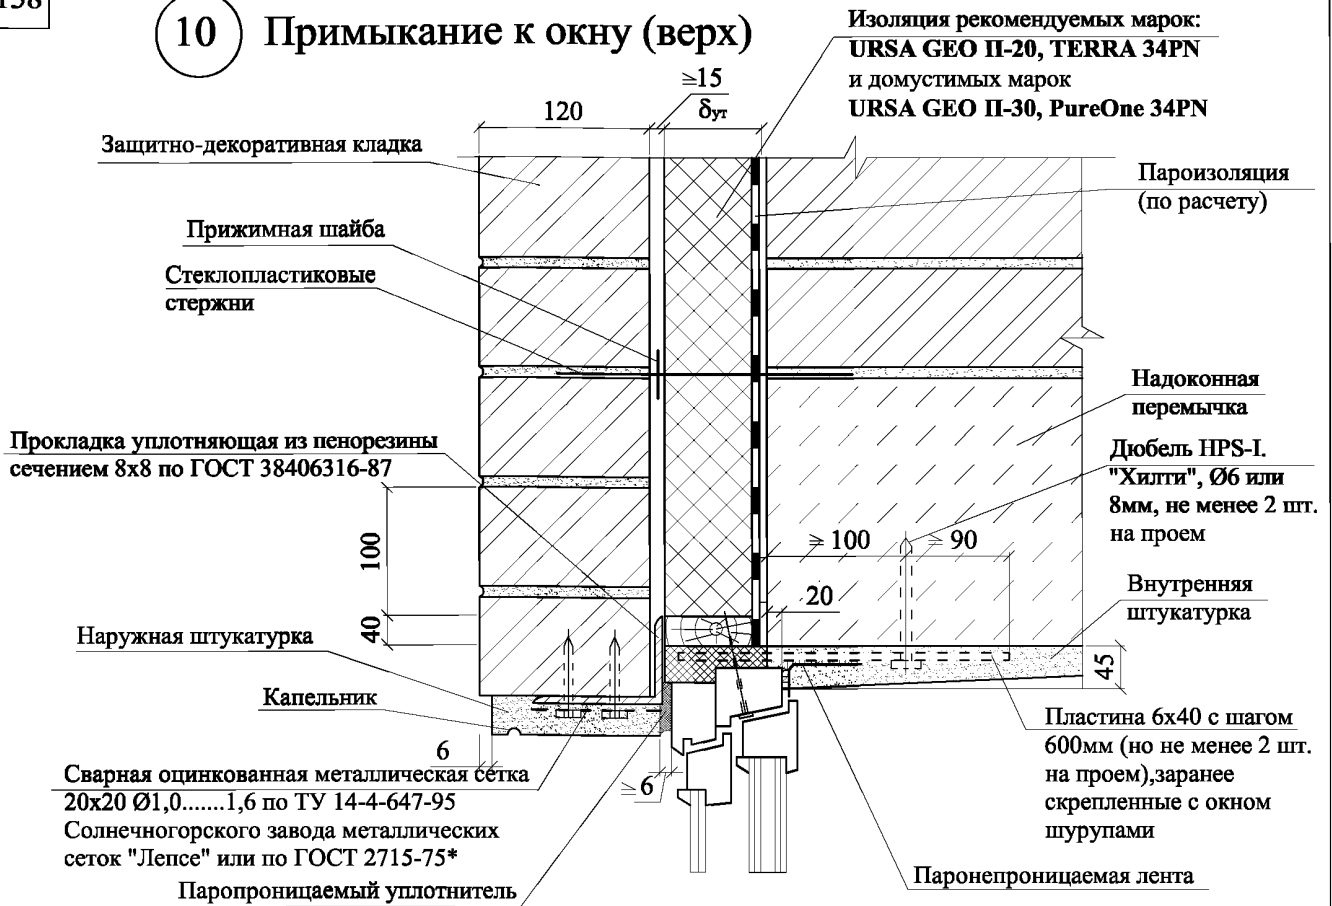 158
10 Примыкание к окну (верх)
Изоляция рекомендуемых марок:
URSA GEO П-20, TERRA 34PN
и домустимых марок
URSA GEO П-30, PureOne 34PN
≥15
120
δут
Защитно-декоративная кладка
Пароизоляция
(по расчету)
Прижимная шайба
Стеклопластиковые
стержни
Надоконная
перемычка
Прокладка уплотняющая из пенорезины
сечением 8x8 по ГОСТ 38406316-87
Дюбель HPS-I.
"Хилти", Ø6 или
8мм, не менее 2 шт.
на проем
100
≥ 100
≥ 90
20
40
Внутренняя
штукатурка
Наружная штукатурка
45
Капельник
6
≥ 6
Пластина 6x40 с шагом
600мм (но не менее 2 шт.
на проем),заранее
скрепленные с окном
шурупами
Сварная оцинкованная металлическая сетка
20x20 Ø1,0.......1,6 по ТУ 14-4-647-95
Солнечногорского завода металлических
сеток "Лепсе" или по ГОСТ 2715-75*
Паропроницаемый уплотнитель
Паронепроницаемая лента